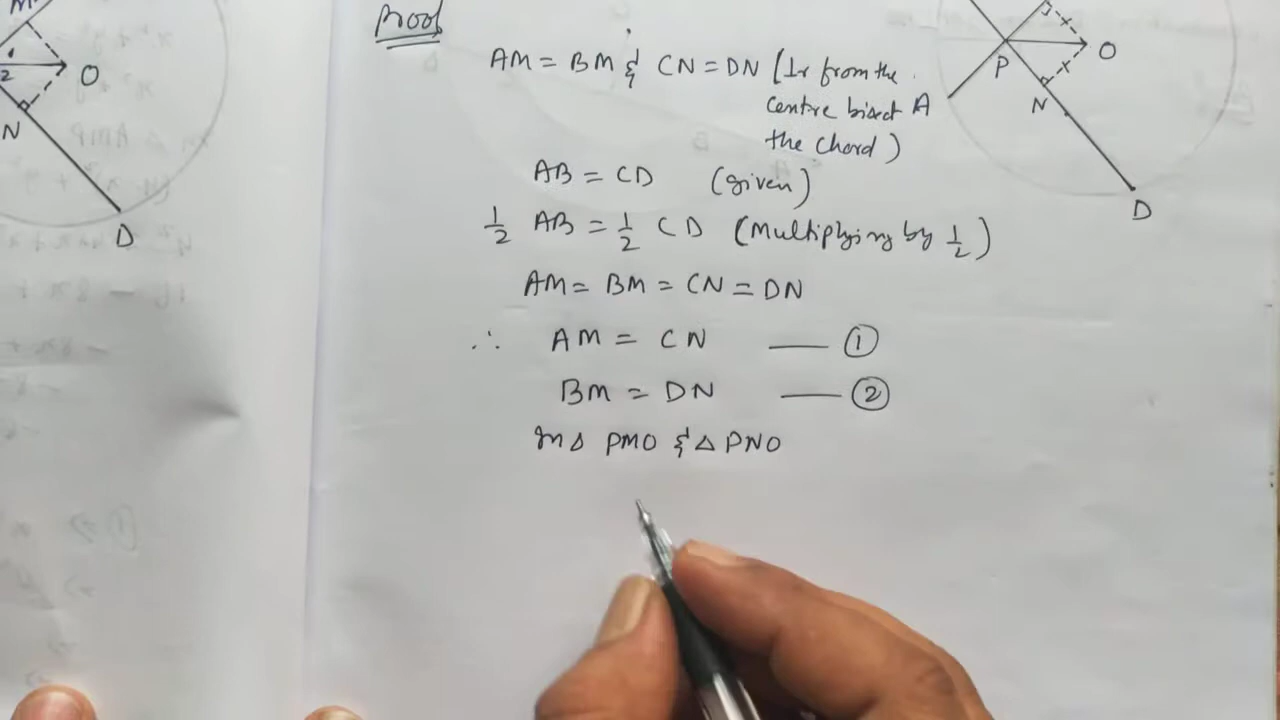 Proof
AM = BM & CN = DN (⊥r from the
centre bisect
the chord)
AB = CD (given)
1/2 AB = 1/2 CD (Multiplying by 1/2)
AM = BM = CN = DN
∴ AM = CN —— ①
BM = DN —— ②
In Δ PMO & Δ PNO
M
2
O
N
D
P
O
N
A
D